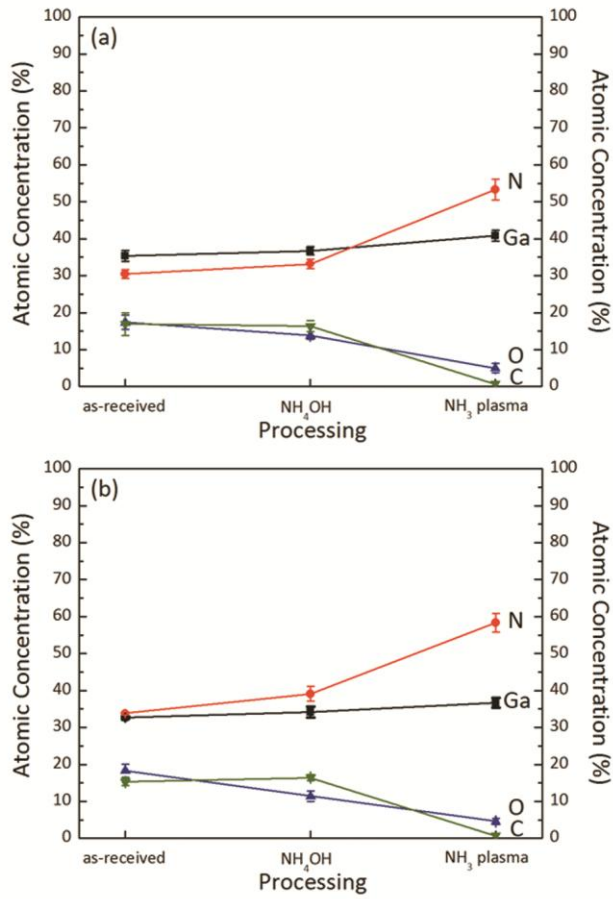 (a)
100
90
80
70
60
50
40
30
20
10
0
Atomic Concentration (%)
100
90
80
70
60
50
40
30
20
10
0
Atomic Concentration (%)
N
Ga
O
C
as-received NH₄OH NH₃ plasma
Processing
(b)
100
90
80
70
60
50
40
30
20
10
0
Atomic Concentration (%)
100
90
80
70
60
50
40
30
20
10
0
Atomic Concentration (%)
N
Ga
O
C
as-received NH₄OH NH₃ plasma
Processing